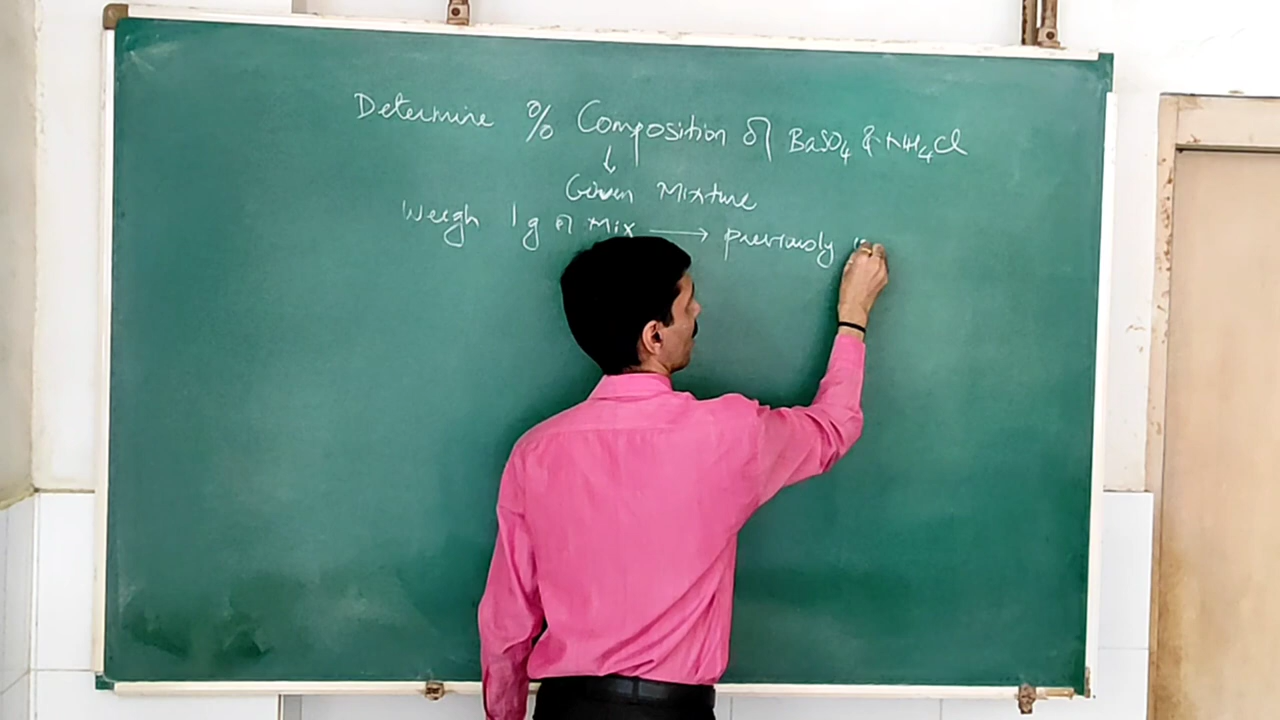 Determine % Composition of BaSO4 & NH4Cl
↓
Given Mixture
Weigh 1g of Mix → previously